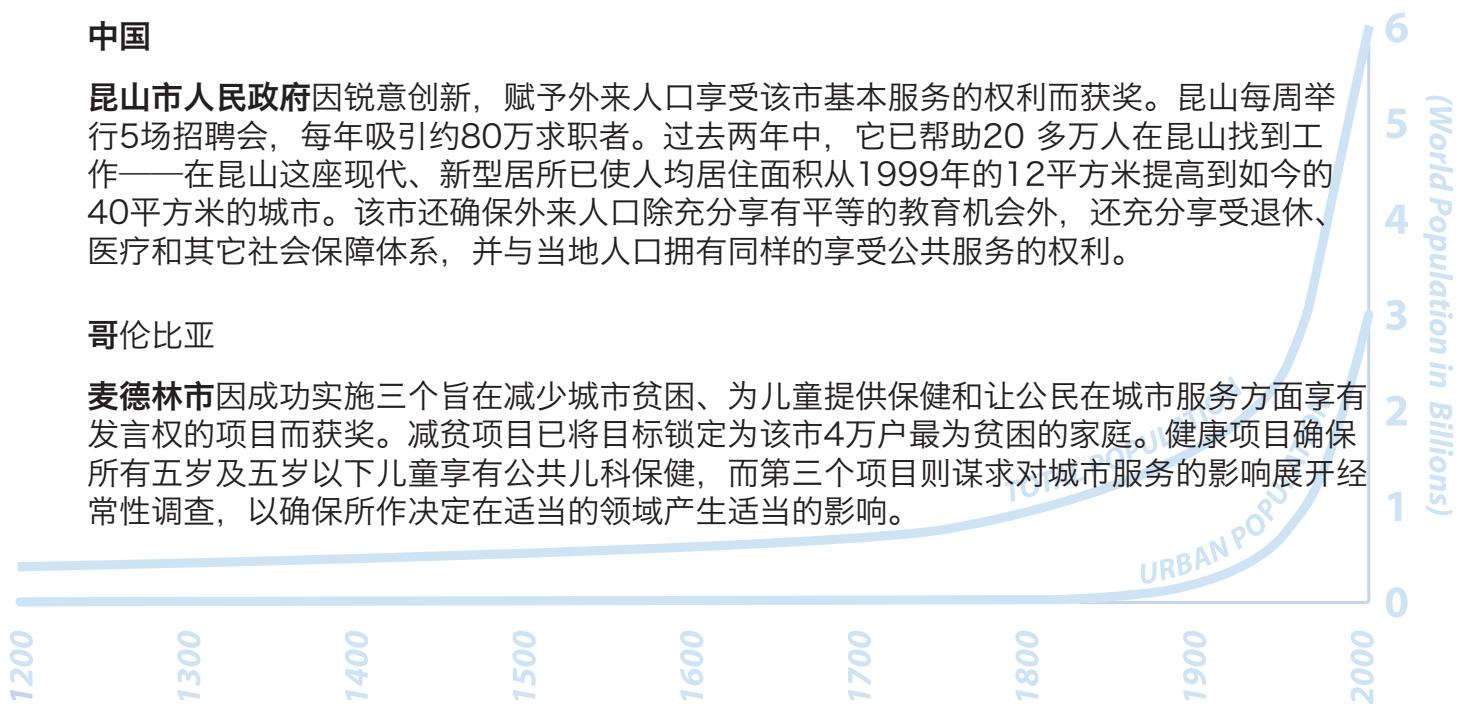 中国
昆山市人民政府因锐意创新，赋予外来人口享受该市基本服务的权利而获奖。昆山每周举
行5场招聘会，每年吸引约80万求职者。过去两年中，它已帮助20 多万人在昆山找到工
作——在昆山这座现代、新型居所已使人均居住面积从1999年的12平方米提高到如今的
40平方米的城市。该市还确保外来人口除充分享有平等的教育机会外，还充分享受退休、
医疗和其它社会保障体系，并与当地人口拥有同样的享受公共服务的权利。
哥伦比亚
麦德林市因成功实施三个旨在减少城市贫困、为儿童提供保健和让公民在城市服务方面享有
发言权的项目而获奖。减贫项目已将目标锁定为该市4万户最为贫困的家庭。健康项目确保
所有五岁及五岁以下儿童享有公共儿科保健，而第三个项目则谋求对城市服务的影响展开经
常性调查，以确保所作决定在适当的领域产生适当的影响。
TOTAL POPULATION
URBAN POPULATION
6
5
4
3
2
1
0
(World Population in Billions)
1200
1300
1400
1500
1600
1700
1800
1900
2000